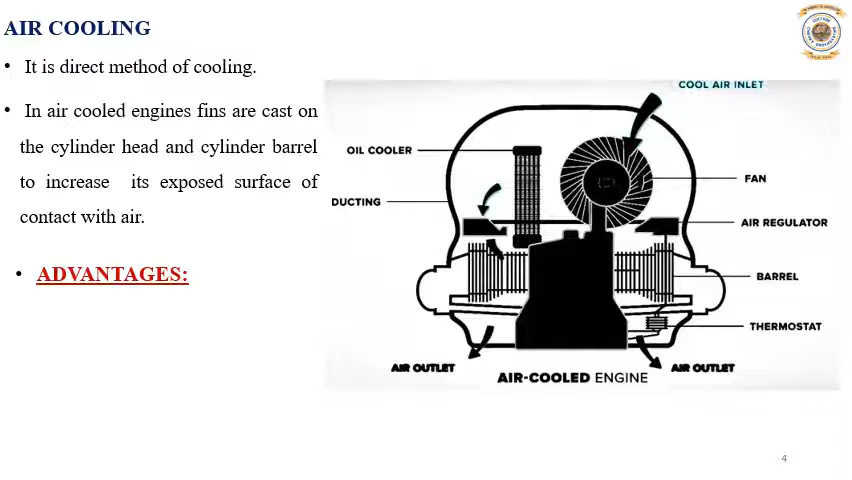 AIR COOLING
• It is direct method of cooling.
• In air cooled engines fins are cast on
the cylinder head and cylinder barrel
to increase its exposed surface of
contact with air.
• ADVANTAGES:
COOL AIR INLET
OIL COOLER
FAN
DUCTING
AIR REGULATOR
BARREL
THERMOSTAT
AIR OUTLET
AIR OUTLET
AIR-COOLED ENGINE
4